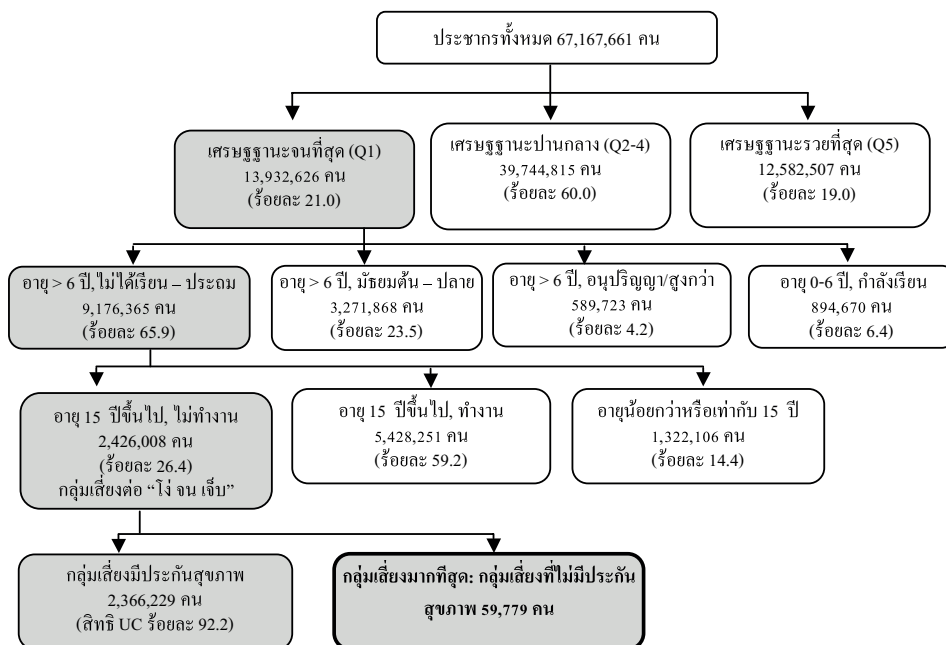 ประชากรทั้งหมด 67,167,661 คน
เศรษฐฐานะจนที่สุด (Q1)
13,932,626 คน
(ร้อยละ 21.0)
เศรษฐฐานะปานกลาง (Q2-4)
39,744,815 คน
(ร้อยละ 60.0)
เศรษฐฐานะรวยที่สุด (Q5)
12,582,507 คน
(ร้อยละ 19.0)
อายุ > 6 ปี, ไม่ได้เรียน – ประถม
9,176,365 คน
(ร้อยละ 65.9)
อายุ > 6 ปี, มัธยมต้น – ปลาย
3,271,868 คน
(ร้อยละ 23.5)
อายุ > 6 ปี, อนุปริญญา/สูงกว่า
589,723 คน
(ร้อยละ 4.2)
อายุ 0-6 ปี, กำลังเรียน
894,670 คน
(ร้อยละ 6.4)
อายุ 15 ปีขึ้นไป, ไม่ทำงาน
2,426,008 คน
(ร้อยละ 26.4)
กลุ่มเสี่ยงต่อ “โง่ จน เจ็บ”
อายุ 15 ปีขึ้นไป, ทำงาน
5,428,251 คน
(ร้อยละ 59.2)
อายุน้อยกว่าหรือเท่ากับ 15 ปี
1,322,106 คน
(ร้อยละ 14.4)
กลุ่มเสี่ยงมีประกันสุขภาพ
2,366,229 คน
(สิทธิ UC ร้อยละ 92.2)
กลุ่มเสี่ยงมากทีสุด: กลุ่มเสี่ยงที่ไม่มีประกัน
สุขภาพ 59,779 คน